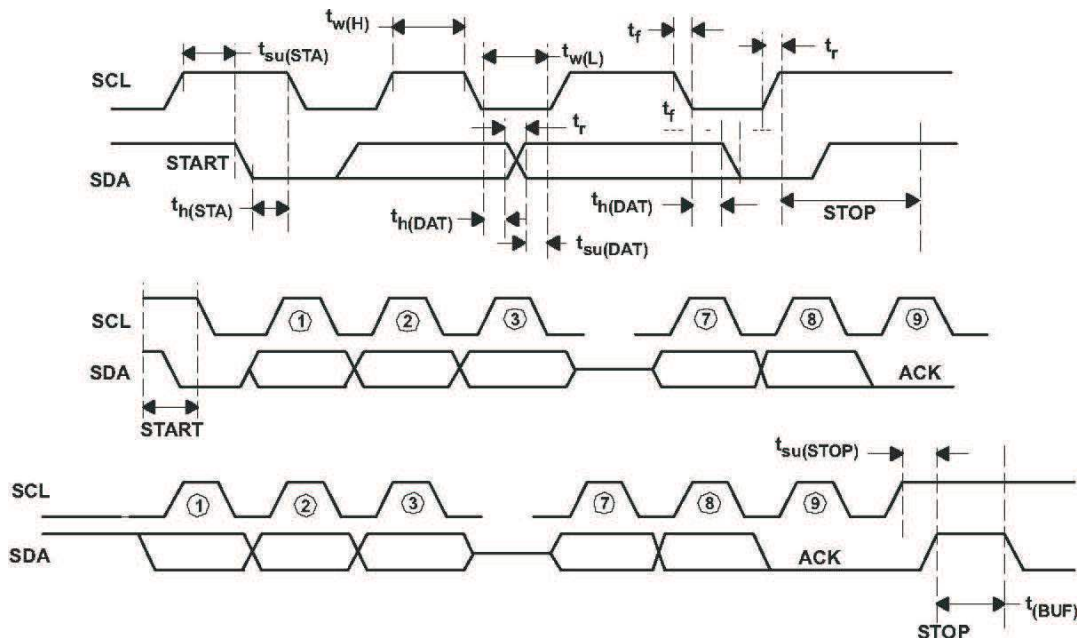 t_w(H)
t_f
t_su(STA)
t_w(L)
t_r
SCL
t_f
t_r
START
SDA
t_h(STA)
t_h(DAT)
t_h(DAT)
STOP
t_su(DAT)
SCL
1 2 3 7 8 9
SDA
ACK
START
t_su(STOP)
SCL
1 2 3 7 8 9
SDA
ACK
t_(BUF)
STOP